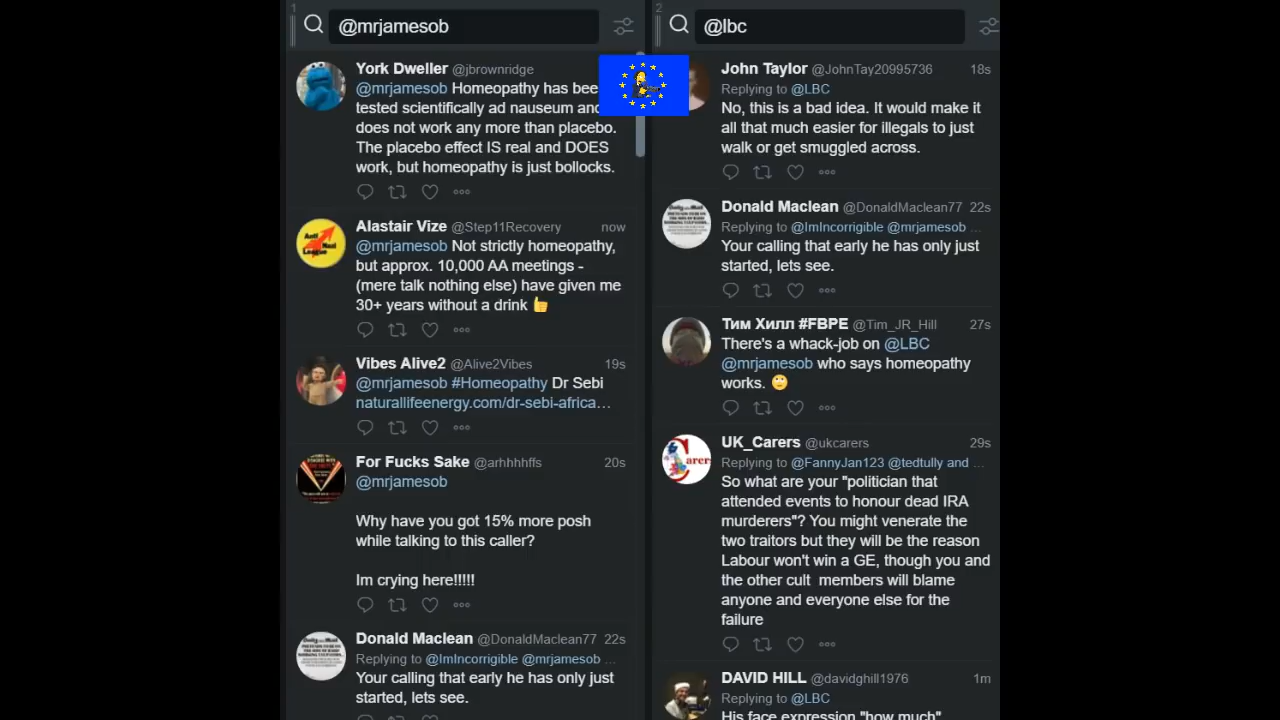 1
@mrjamesob
York Dweller @jbrownridge
@mrjamesob Homeopathy has bee
tested scientifically ad nauseum and
does not work any more than placebo.
The placebo effect IS real and DOES
work, but homeopathy is just bollocks.
Alastalize @Step11Recovery now
@mrjamesob Not strictly homeopathy,
but approx. 10,000 AA meetings -
(mere talk nothing else) have given me
30+ years without a drink 👍
Vibes Alive2 @Alive2Vibes 19s
@mrjamesob #Homeopathy Dr Sebi
naturallifeenergy.com/dr-sebi-africa…
For Fucks Sake @arhhhhffs 20s
@mrjamesob
Why have you got 15% more posh
while talking to this caller?
Im crying here!!!!!
Donald Maclean @DonaldMaclean77 22s
Replying to @ImIncorrigible @mrjamesob ...
Your calling that early he has only just
started, lets see.
2
@lbc
John Taylor @JohnTay20995736 18s
Replying to @LBC
No, this is a bad idea. It would make it
all that much easier for illegals to just
walk or get smuggled across.
Donald Maclean @DonaldMaclean77 22s
Replying to @ImIncorrigible @mrjamesob ...
Your calling that early he has only just
started, lets see.
Тим Хилл #FBPE @Tim_JR_Hill 27s
There's a whack-job on @LBC
@mrjamesob who says homeopathy
works. 🙄
UK_Carers @ukcarers 29s
Replying to @FannyJan123 @tedtully and ...
So what are your "politician that
attended events to honour dead IRA
murderers"? You might venerate the
two traitors but they will be the reason
Labour won't win a GE, though you and
the other cult members will blame
anyone and everyone else for the
failure
DAVID HILL @davidghill1976 1m
Replying to @LBC
His face expression "how much"
Anti
Nazi
League
Carers